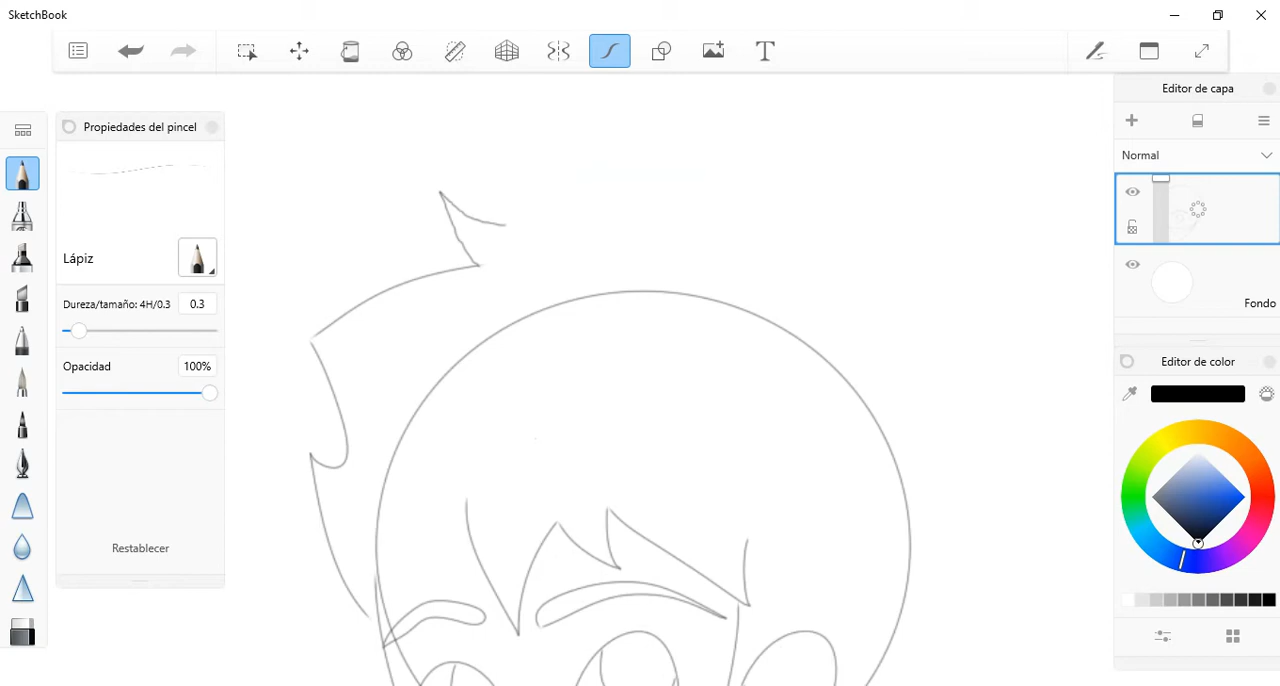 SketchBook
Editor de capa
Propiedades del pincel
Normal
Lápiz
Dureza/tamaño: 4H/0.3 0.3
Fondo
Opacidad 100%
Editor de color
Restablecer